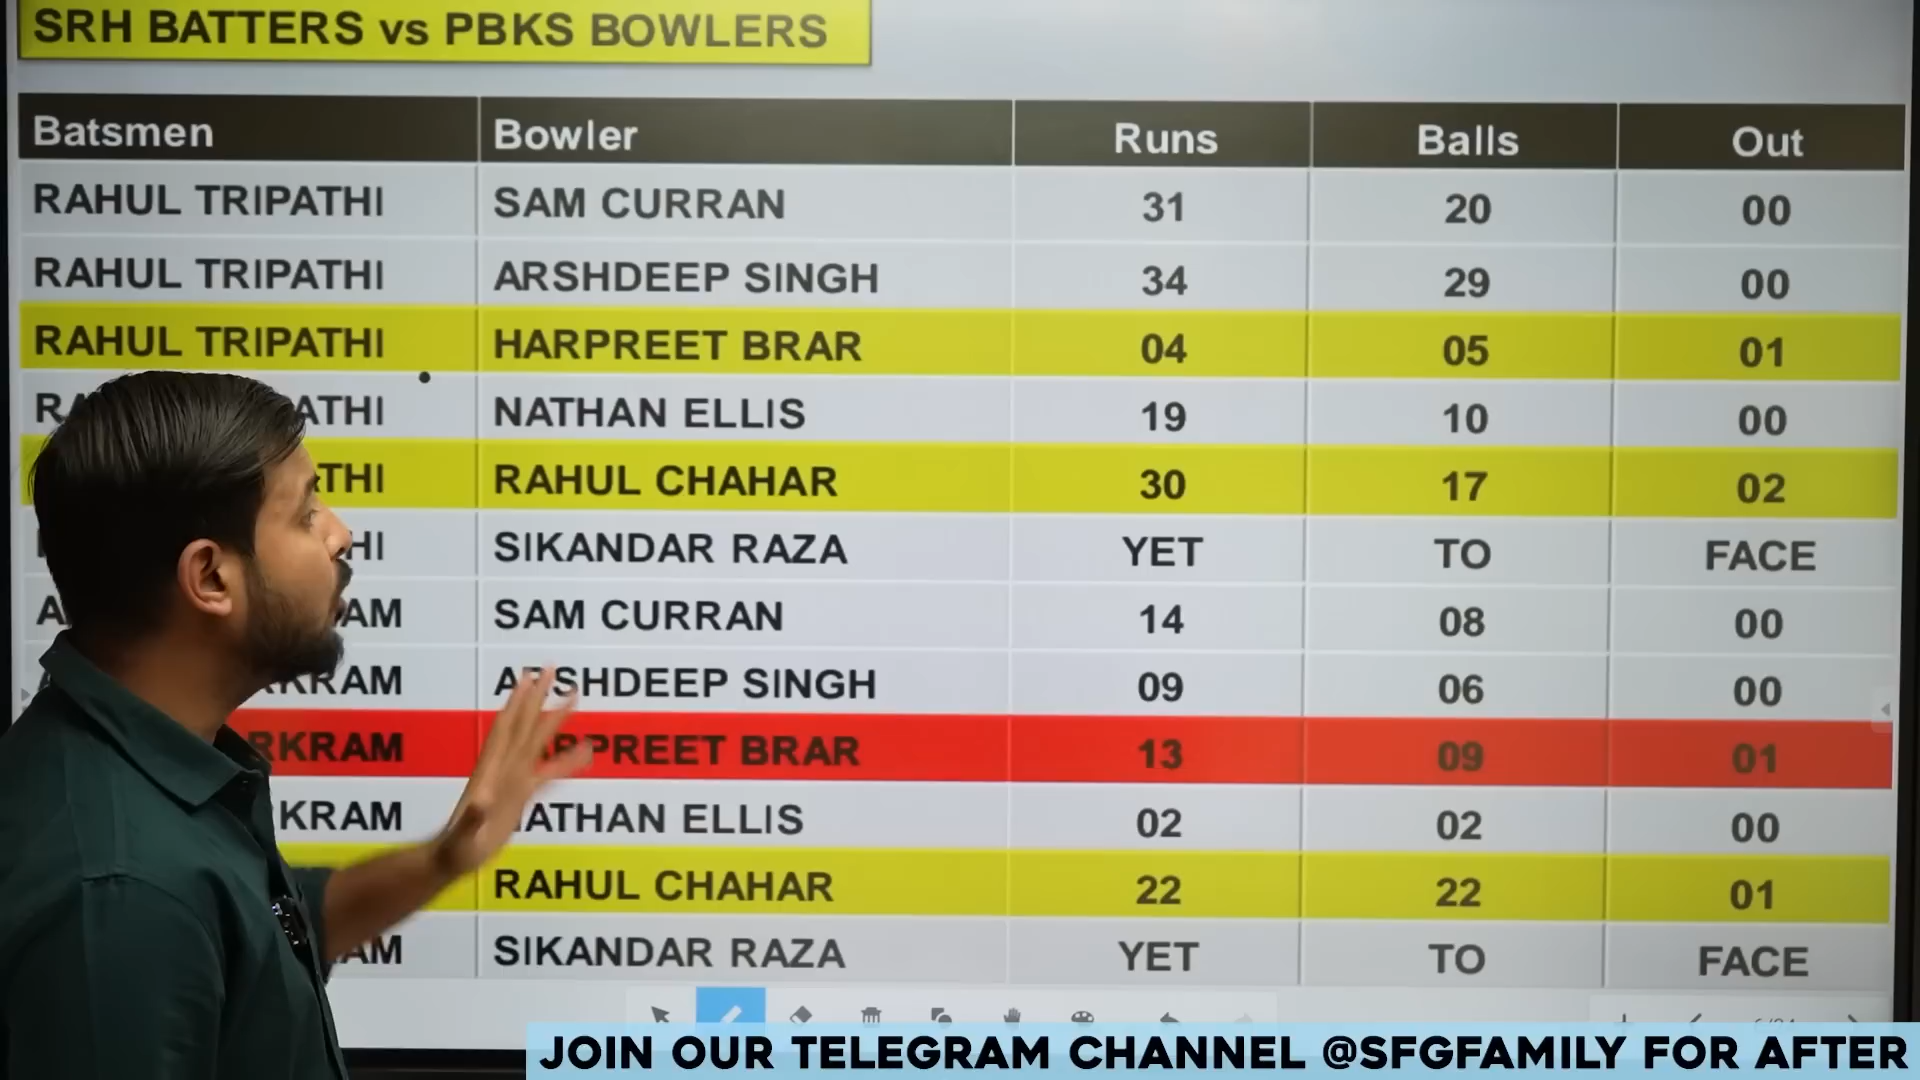 SRH BATTERS vs PBKS BOWLERS
Batsmen Bowler Runs Balls Out
RAHUL TRIPATHI SAM CURRAN 31 20 00
RAHUL TRIPATHI ARSHDEEP SINGH 34 29 00
RAHUL TRIPATHI HARPREET BRAR 04 05 01
NATHAN ELLIS 19 10 00
RAHUL CHAHAR 30 17 02
SIKANDAR RAZA YET TO FACE
SAM CURRAN 14 08 00
ARSHDEEP SINGH 09 06 00
BRAR 13 09 01
ELLIS 02 02 00
RAHUL CHAHAR 22 22 01
SIKANDAR RAZA YET TO FACE
JOIN OUR TELEGRAM CHANNEL @SFGFAMILY FOR AFTER